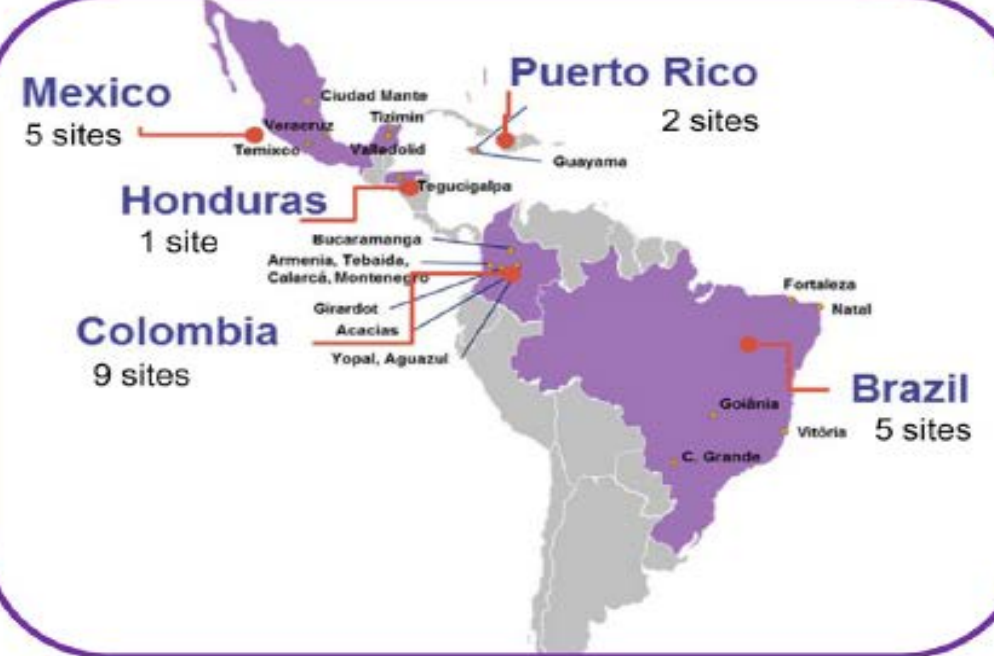 Mexico
5 sites
Puerto Rico
2 sites
Ciudad Mante
Tizimin
Veracruz
Temixco
Valladolid
Guayama
Tegucigalpa
Honduras
1 site
Bucaramanga
Armenia, Tebaida,
Calarcá, Montenegro
Girardot
Acacias
Yopal, Aguazul
Colombia
9 sites
Fortaleza
Natal
Brazil
5 sites
Goiânia
Vitória
C. Grande